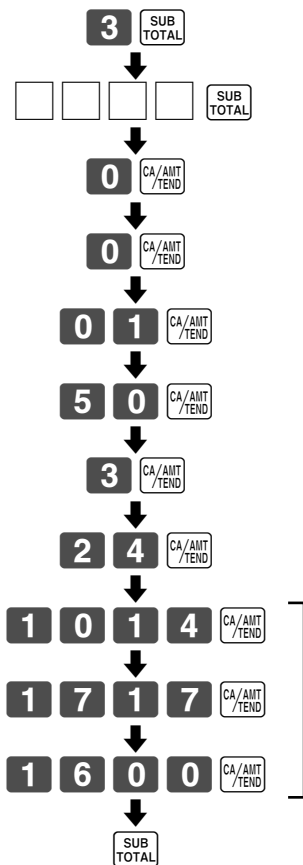 3 SUB TOTAL
SUB TOTAL
0 CA/AMT /TEND
0 CA/AMT /TEND
0 1 CA/AMT /TEND
5 0 CA/AMT /TEND
3 CA/AMT /TEND
2 4 CA/AMT /TEND
1 0 1 4 CA/AMT /TEND
1 7 1 7 CA/AMT /TEND
1 6 0 0 CA/AMT /TEND
SUB TOTAL